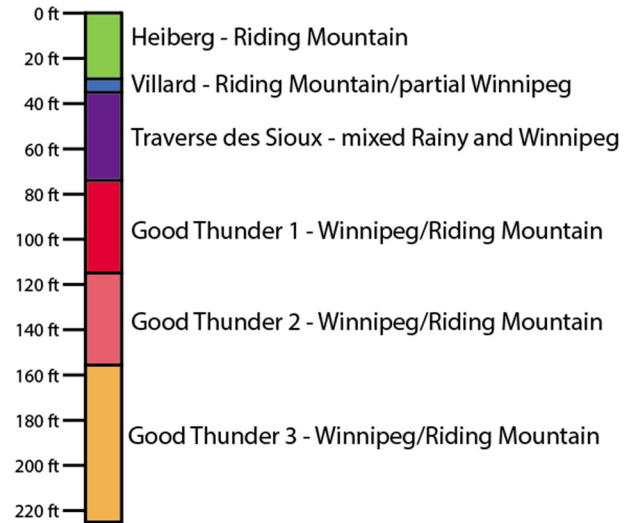 0 ft
Heiberg - Riding Mountain
20 ft
Villard - Riding Mountain/partial Winnipeg
40 ft
Traverse des Sioux - mixed Rainy and Winnipeg
60 ft
80 ft
Good Thunder 1 - Winnipeg/Riding Mountain
100 ft
120 ft
Good Thunder 2 - Winnipeg/Riding Mountain
140 ft
160 ft
180 ft
Good Thunder 3 - Winnipeg/Riding Mountain
200 ft
220 ft